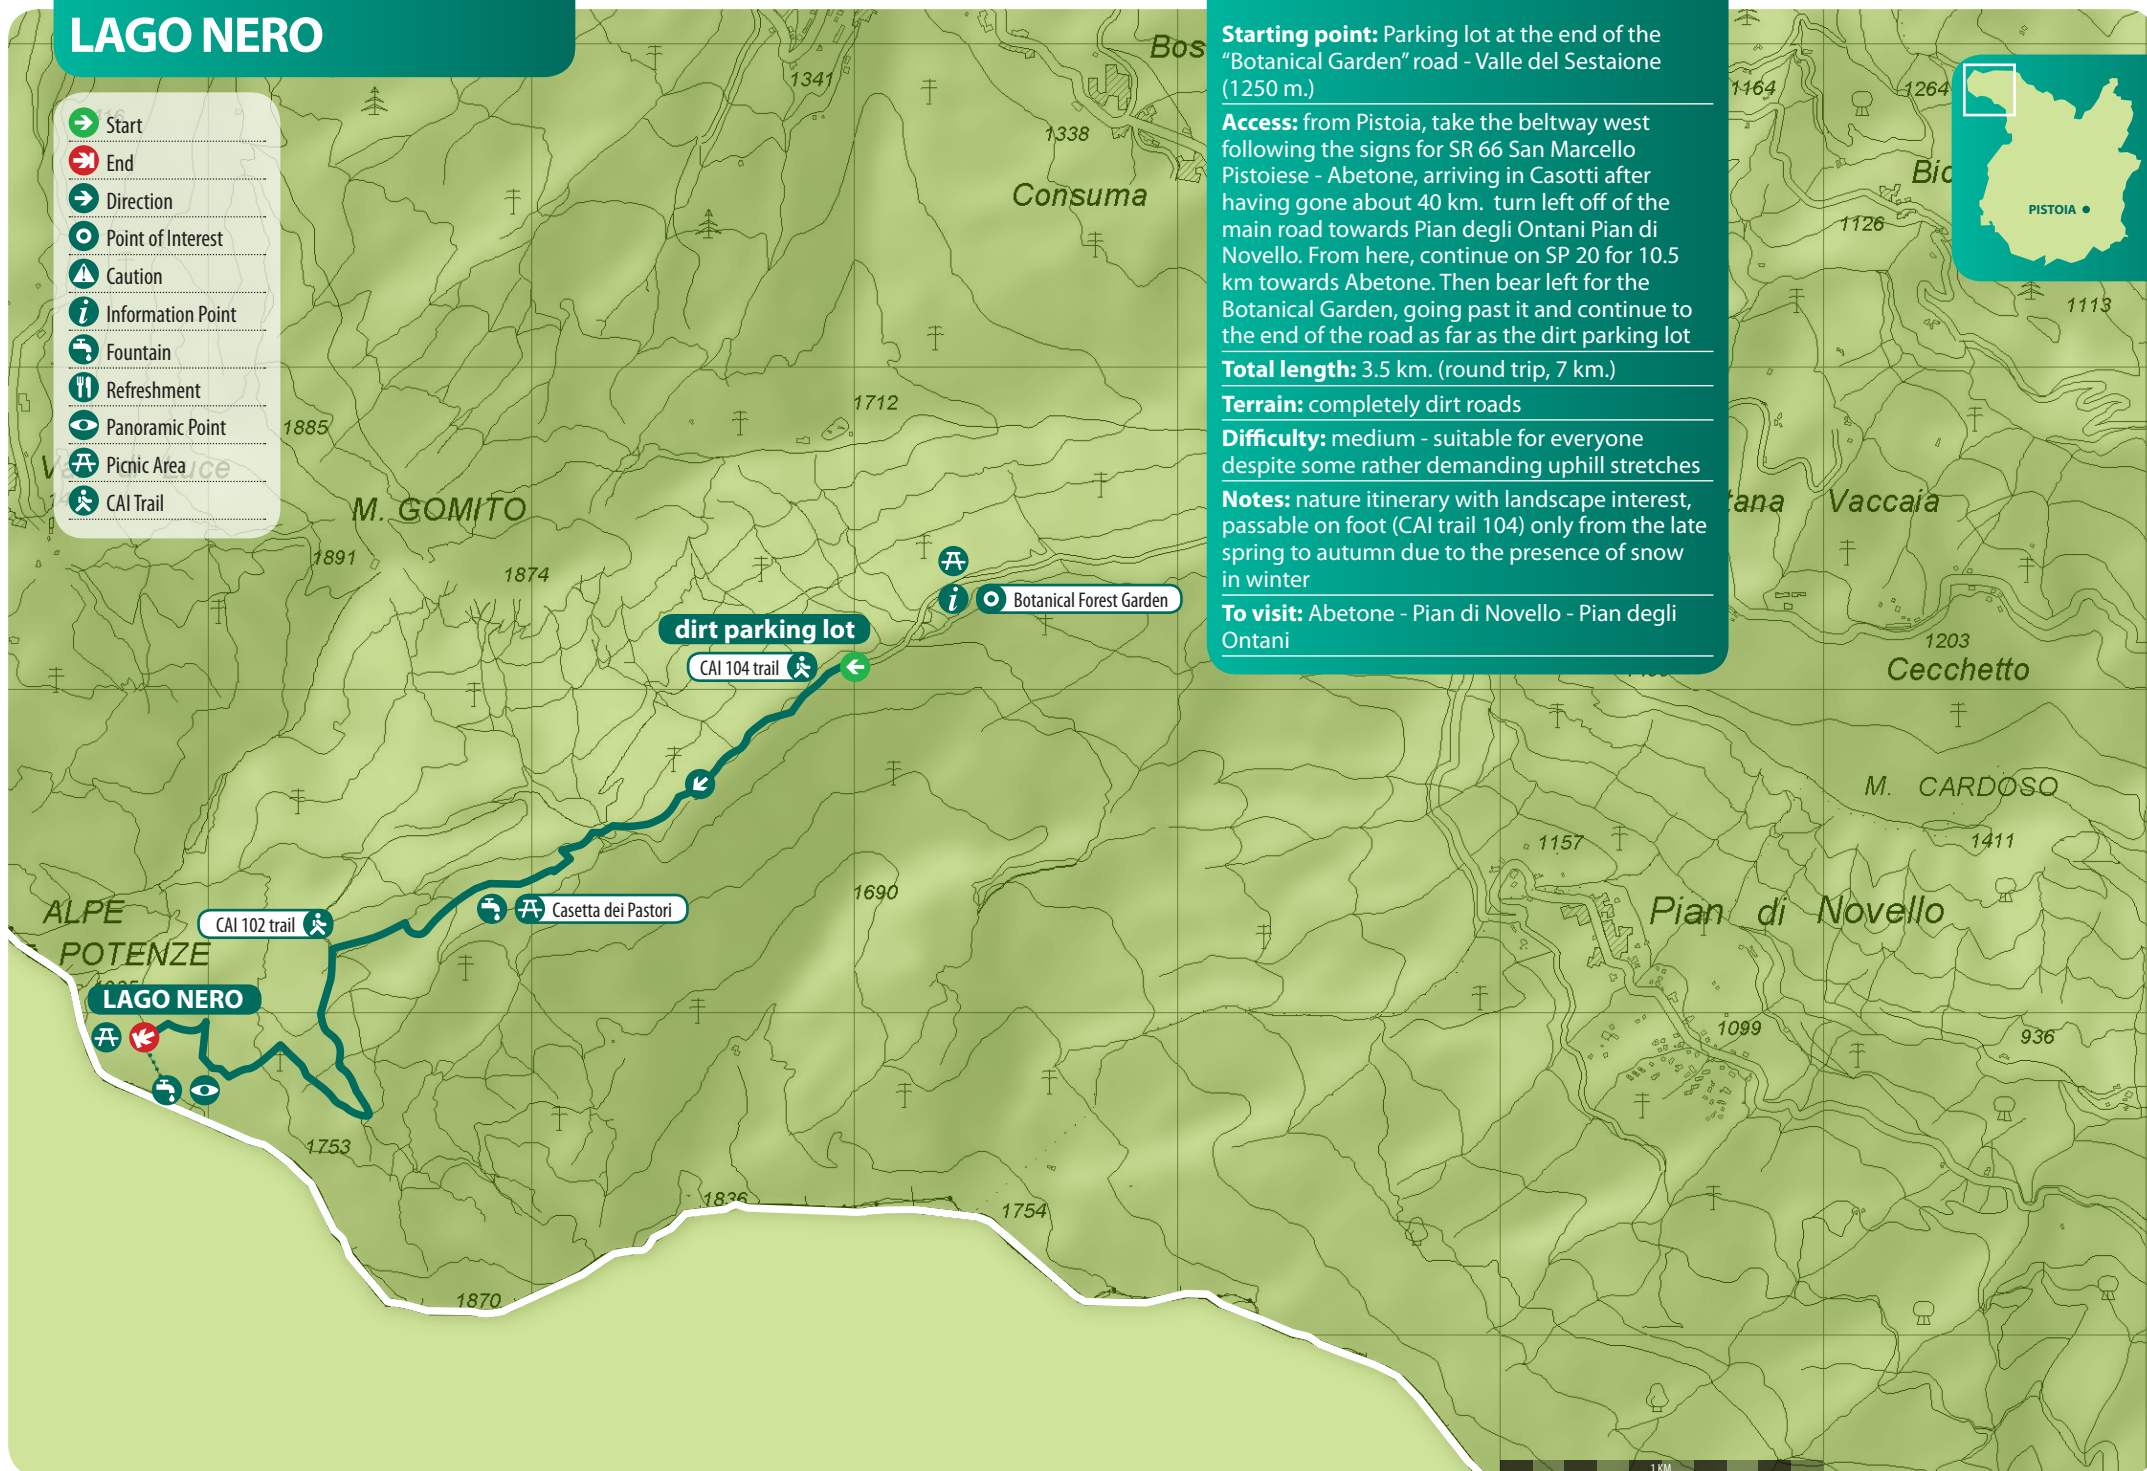 LAGO NERO
Start
End
Direction
Point of Interest
Caution
Information Point
Fountain
Refreshment
Panoramic Point
Picnic Area
CAI Trail
Starting point: Parking lot at the end of the
“Botanical Garden” road - Valle del Sestaione
(1250 m.)
Access: from Pistoia, take the beltway west
following the signs for SR 66 San Marcello
Pistoiese - Abetone, arriving in Casotti after
having gone about 40 km. turn left off of the
main road towards Pian degli Ontani Pian di
Novello. From here, continue on SP 20 for 10.5
km towards Abetone. Then bear left for the
Botanical Garden, going past it and continue to
the end of the road as far as the dirt parking lot
Total length: 3.5 km. (round trip, 7 km.)
Terrain: completely dirt roads
Difficulty: medium - suitable for everyone
despite some rather demanding uphill stretches
Notes: nature itinerary with landscape interest,
passable on foot (CAI trail 104) only from the late
spring to autumn due to the presence of snow
in winter
To visit: Abetone - Pian di Novello - Pian degli
Ontani
PISTOIA
Bos
1341
1338
Consuma
1164
1264
Bic
1126
1113
1712
1885
Luce
M. GOMITO
1891
1874
tana Vaccaia
Botanical Forest Garden
dirt parking lot
CAI 104 trail
1203
Cecchetto
M. CARDOSO
1411
1157
1690
Pian di Novello
ALPE
POTENZE
CAI 102 trail
Casetta dei Pastori
LAGO NERO
1099
936
1753
1836
1754
1870
1 KM